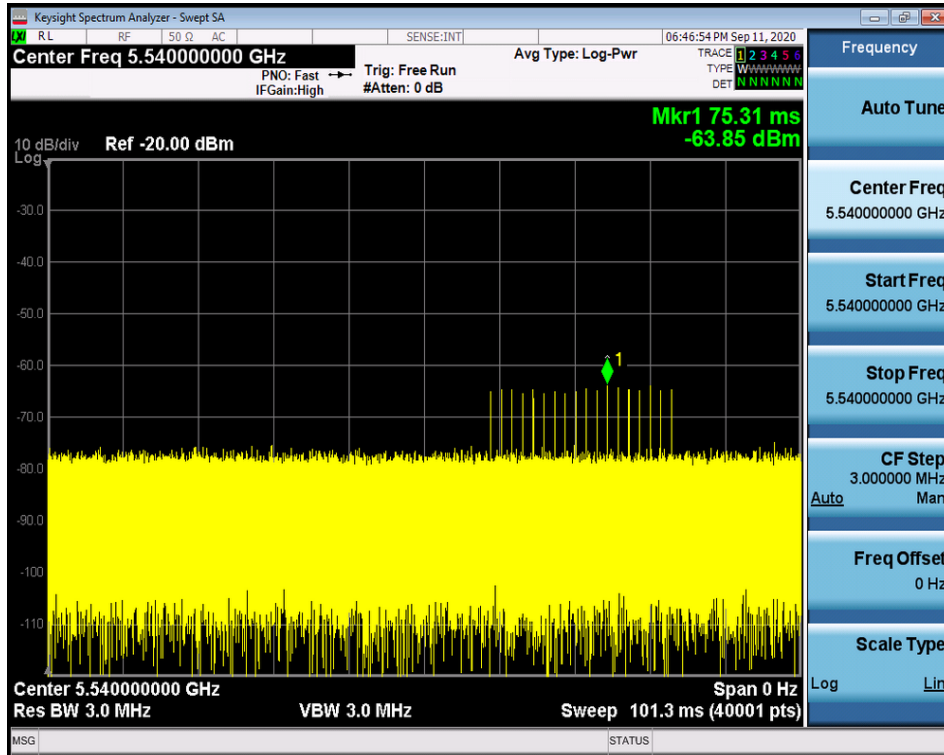 Keysight Spectrum Analyzer - Swept SA
LXI RL RF 50 Ω AC SENSE:INT 06:46:54 PM Sep 11, 2020
Center Freq 5.540000000 GHz
PNO: Fast
IFGain:High
Trig: Free Run
#Atten: 0 dB
Avg Type: Log-Pwr
TRACE 1 2 3 4 5 6
TYPE WWWWWW
DET N N N N N N
Mkr1 75.31 ms
-63.85 dBm
10 dB/div Ref -20.00 dBm
Log
1
-30.0
-40.0
-50.0
-60.0
-70.0
-80.0
-90.0
-100
-110
Center 5.540000000 GHz Span 0 Hz
Res BW 3.0 MHz VBW 3.0 MHz Sweep 101.3 ms (40001 pts)
MSG STATUS
Frequency
Auto Tune
Center Freq
5.540000000 GHz
Start Freq
5.540000000 GHz
Stop Freq
5.540000000 GHz
CF Step
3.000000 MHz
Auto Man
Freq Offset
0 Hz
Scale Type
Log Lin